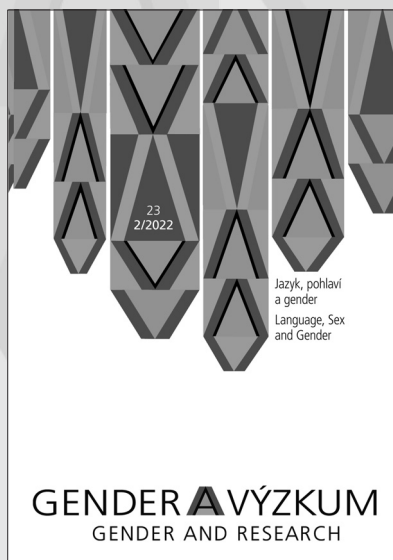 23
2/2022
Jazyk, pohlaví
a gender
Language, Sex
and Gender
GENDER A VÝZKUM
GENDER AND RESEARCH